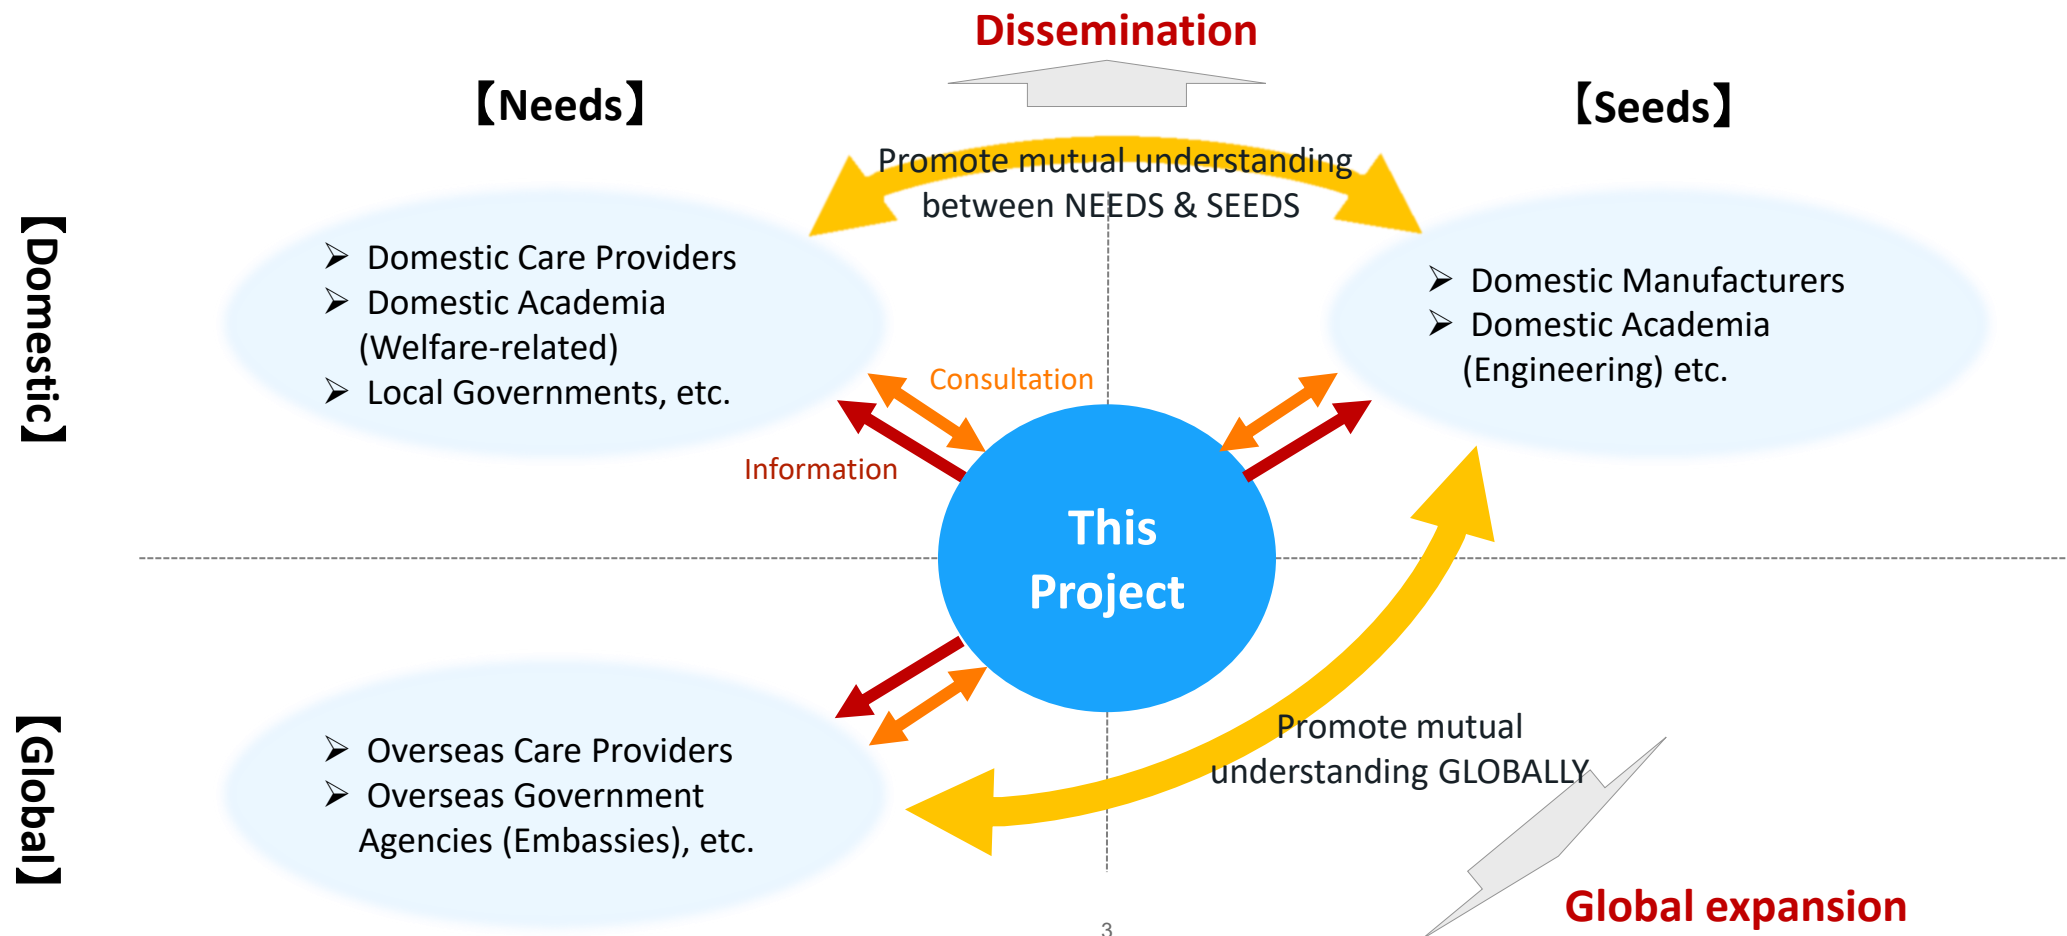 Dissemination
【Needs】
【Seeds】
Promote mutual understanding
between NEEDS & SEEDS
【Domestic】
➢ Domestic Care Providers
➢ Domestic Academia
(Welfare-related)
➢ Local Governments, etc.
➢ Domestic Manufacturers
➢ Domestic Academia
(Engineering) etc.
Consultation
Information
This
Project
【Global】
➢ Overseas Care Providers
➢ Overseas Government
Agencies (Embassies), etc.
Promote mutual
understanding GLOBALLY
Global expansion
3